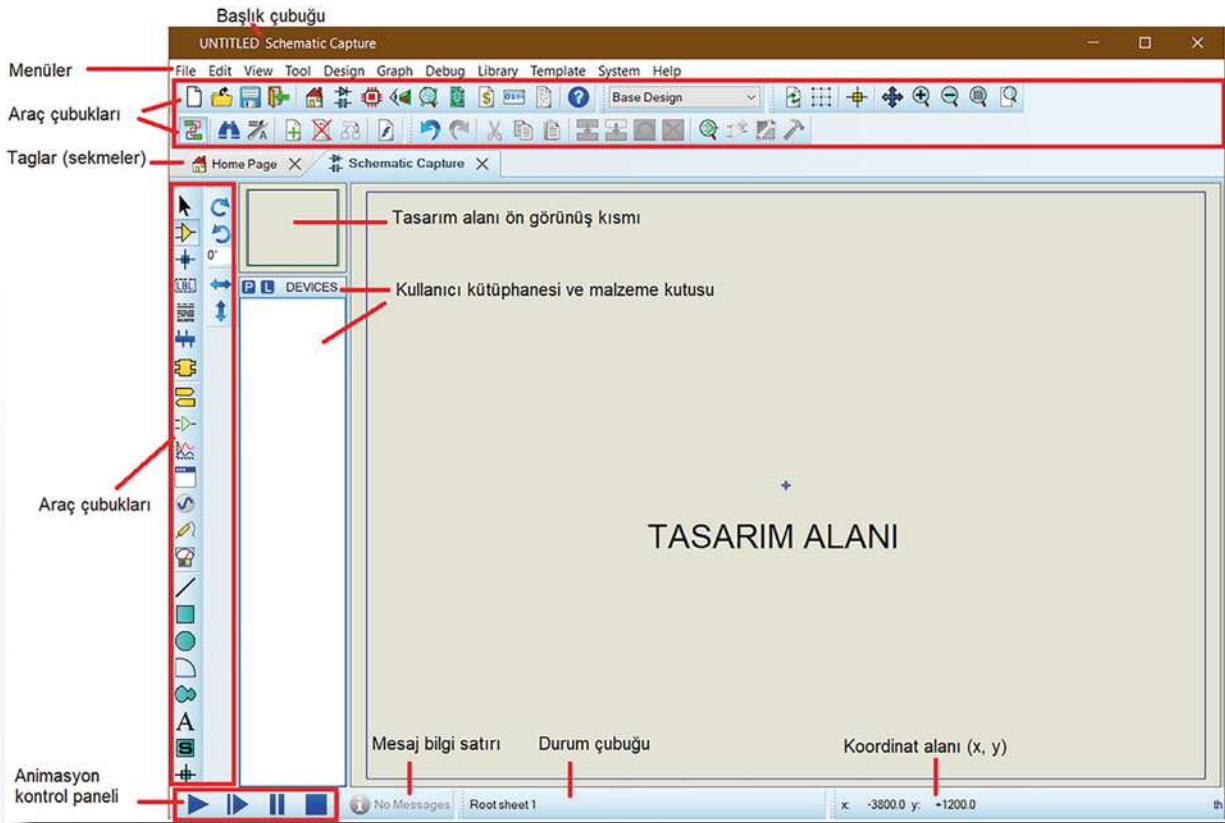 Başlık çubuğu
UNTITLED Schematic Capture
Menüler
File Edit View Tool Design Graph Debug Library Template System Help
Araç çubukları
Base Design
Taglar (sekmeler)
Home Page
Schematic Capture
Tasarım alanı ön görünüş kısmı
0°
LBL
P L DEVICES
Kullanıcı kütüphanesi ve malzeme kutusu
Araç çubukları
TASARIM ALANI
A
S
Mesaj bilgi satırı
Durum çubuğu
Koordinat alanı (x, y)
Animasyon
kontrol paneli
No Messages
Root sheet 1
x: -3800.0 y: +1200.0
th